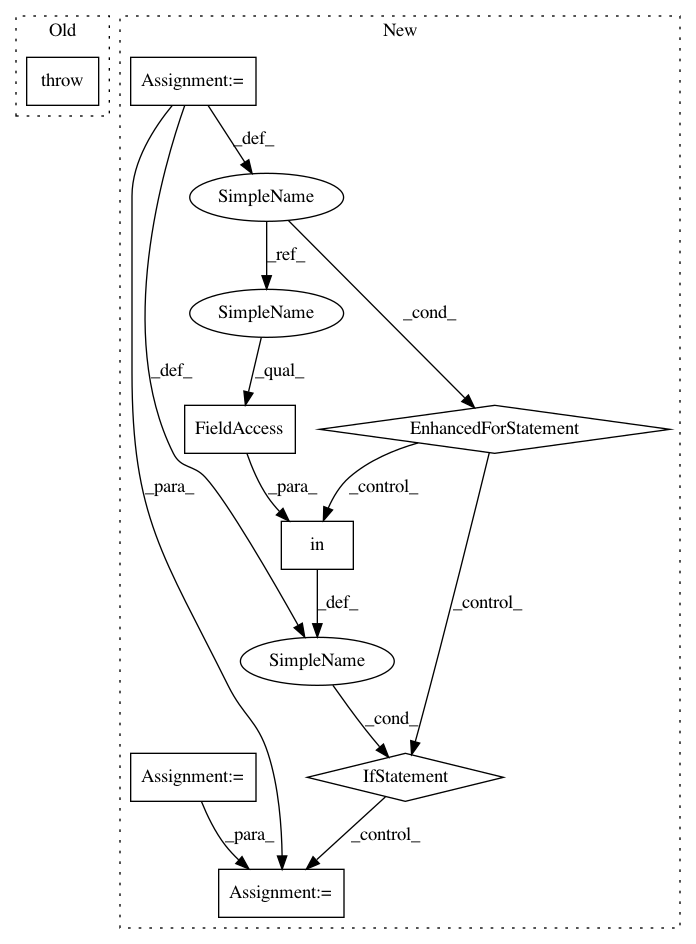 Old
New
throw
Assignment:=
_def_
SimpleName
_ref_
_cond_
SimpleName
_def_
_qual_
FieldAccess
EnhancedForStatement
_para_
_para_
_control_
in
_def_
_control_
SimpleName
_cond_
Assignment:=
IfStatement
_para_
_control_
Assignment:=